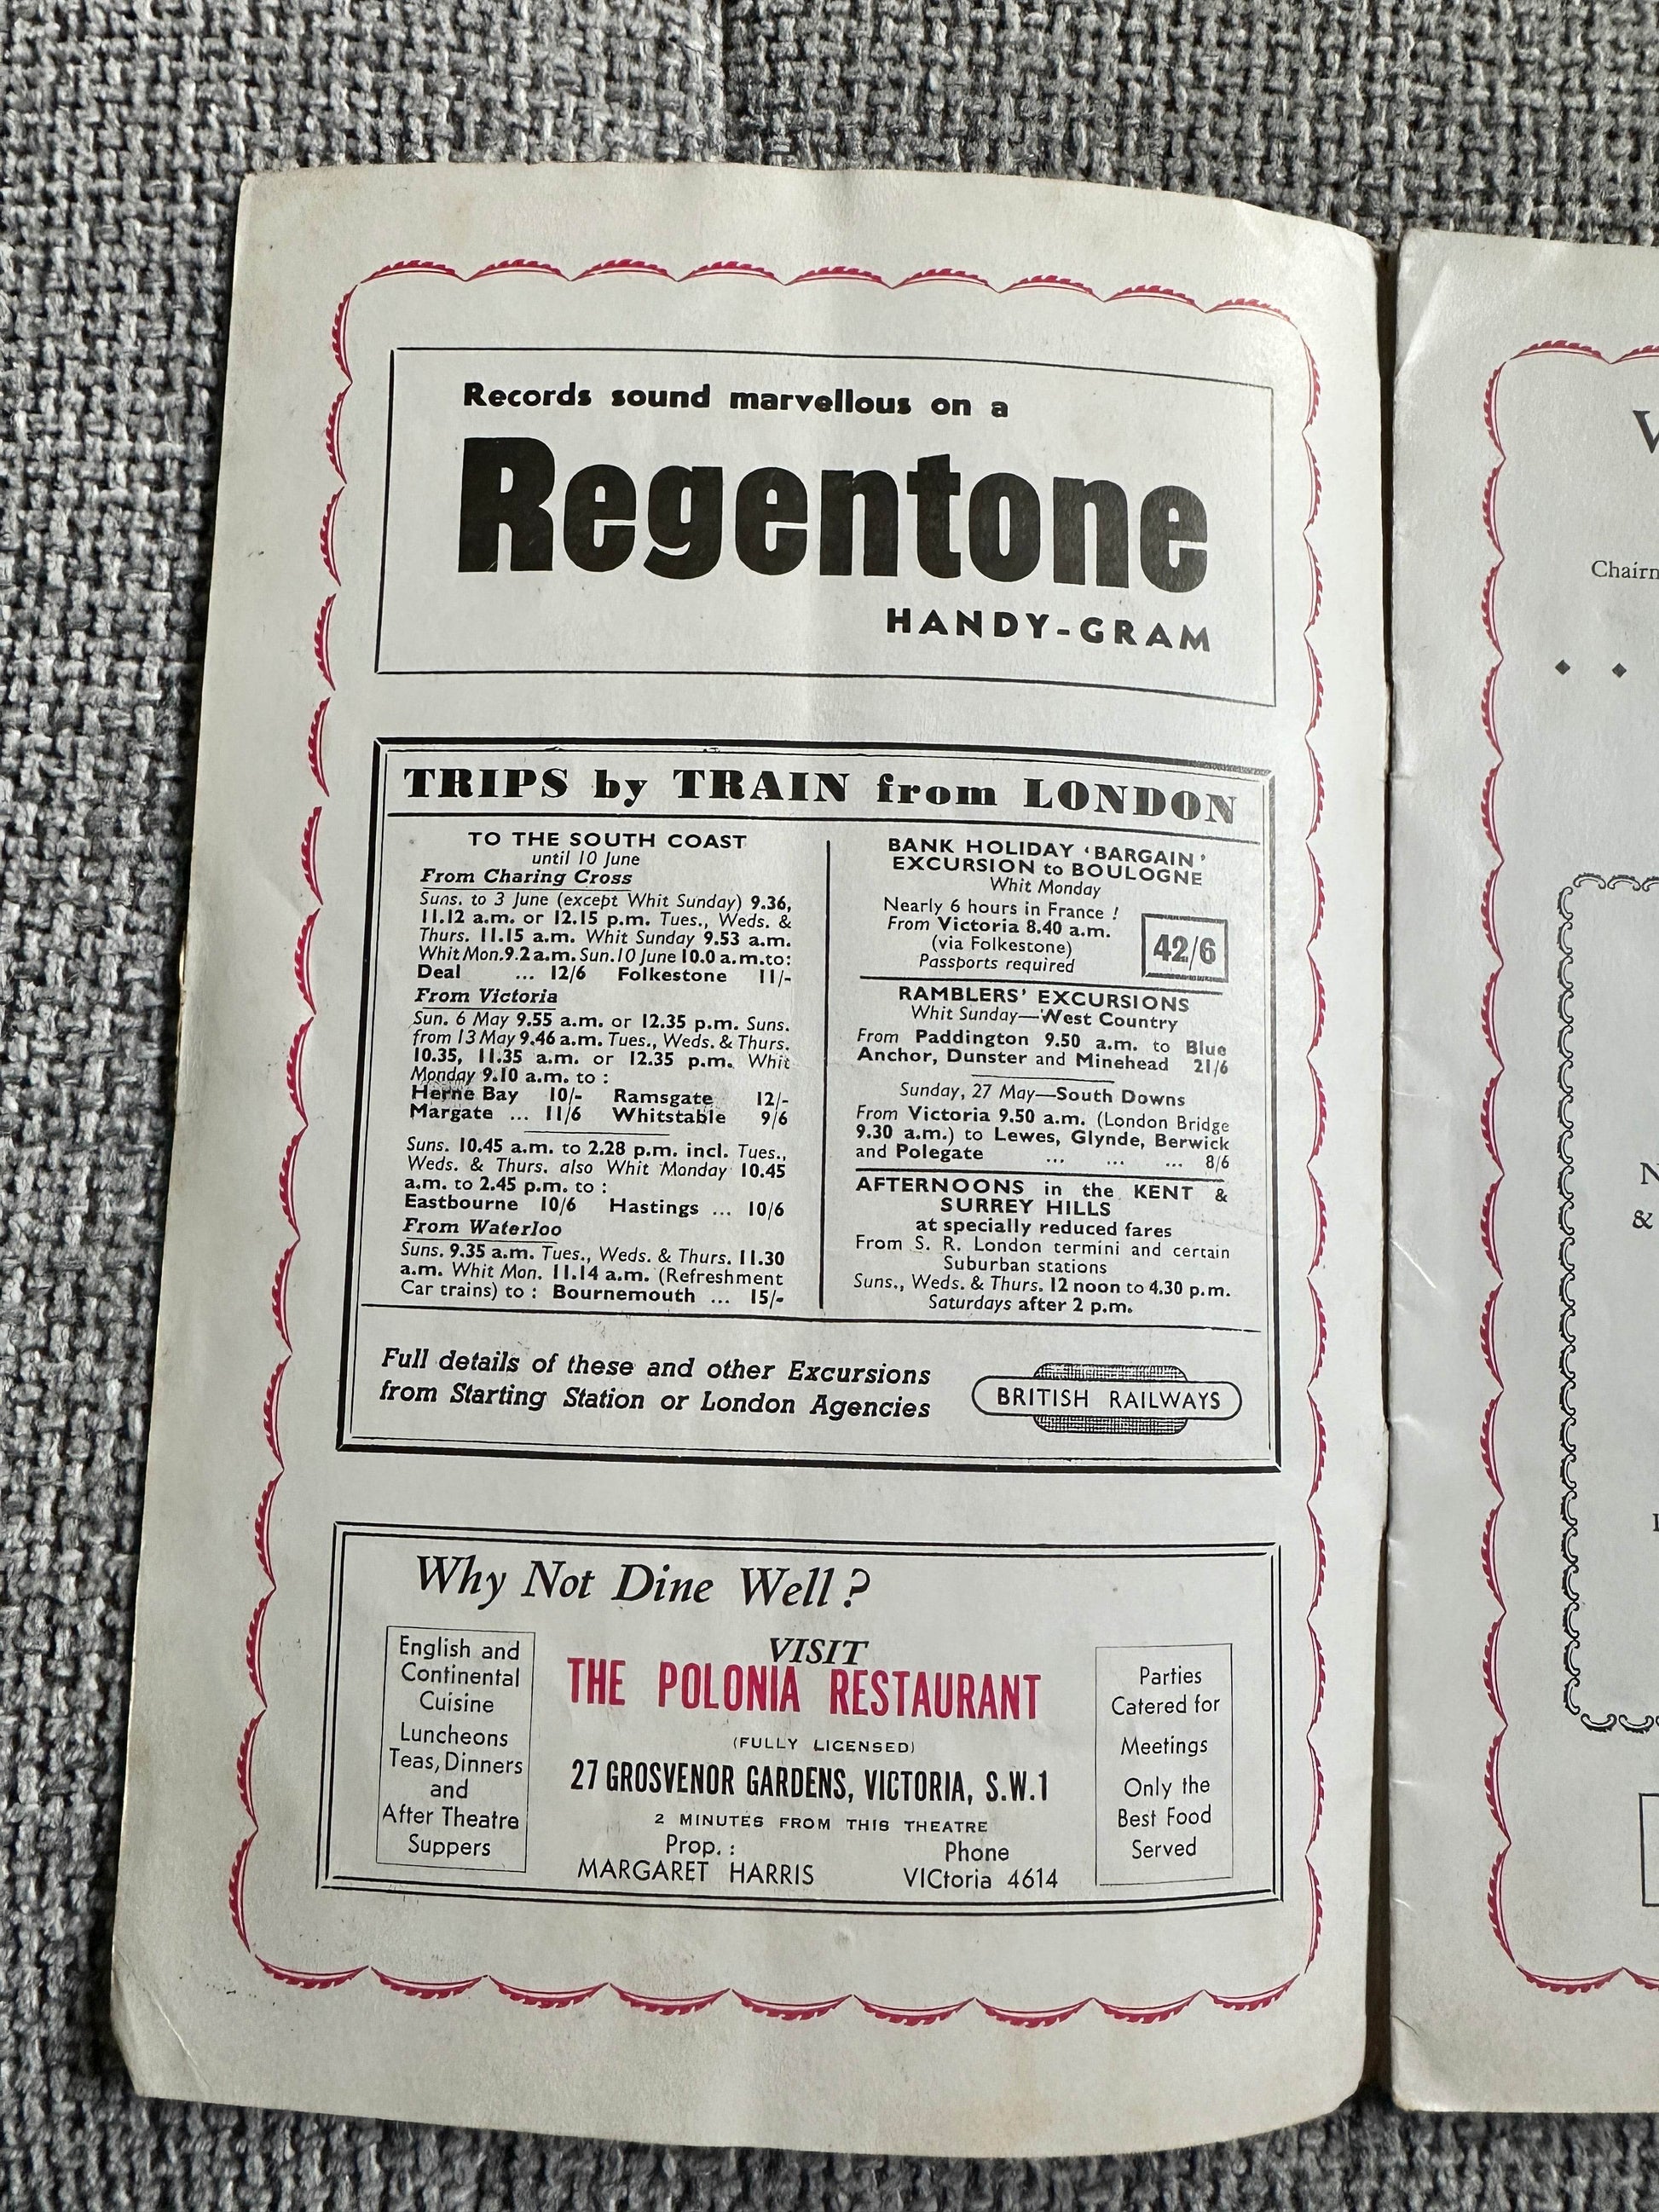 Records sound marvellous on a
Regentone
HANDY-GRAM
TRIPS by TRAIN from LONDON
TO THE SOUTH COAST
until 10 June
From Charing Cross
Suns. to 3 June (except Whit Sunday) 9.36,
11.12 a.m. or 12.15 p.m. Tues., Weds. &
Thurs. 11.15 a.m. Whit Sunday 9.53 a.m.
Whit Mon. 9.2 a.m. Sun. 10 June 10.0 a.m. to:
Deal ... 12/6 Folkestone 11/-
From Victoria
Sun. 6 May 9.55 a.m. or 12.35 p.m. Suns.
from 13 May 9.46 a.m. Tues., Weds. & Thurs.
10.35, 11.35 a.m. or 12.35 p.m. Whit
Monday 9.10 a.m. to :
Herne Bay 10/- Ramsgate 12/-
Margate ... 11/6 Whitstable 9/6
Suns. 10.45 a.m. to 2.28 p.m. incl. Tues.,
Weds. & Thurs. also Whit Monday 10.45
a.m. to 2.45 p.m. to :
Eastbourne 10/6 Hastings ... 10/6
From Waterloo
Suns. 9.35 a.m. Tues., Weds. & Thurs. 11.30
a.m. Whit Mon. 11.14 a.m. (Refreshment
Car trains) to : Bournemouth ... 15/-
BANK HOLIDAY ‘BARGAIN’
EXCURSION to BOULOGNE
Whit Monday
Nearly 6 hours in France !
From Victoria 8.40 a.m.
(via Folkestone)
Passports required
42/6
RAMBLERS’ EXCURSIONS
Whit Sunday—West Country
From Paddington 9.50 a.m. to Blue
Anchor, Dunster and Minehead 21/6
Sunday, 27 May—South Downs
From Victoria 9.50 a.m. (London Bridge
9.30 a.m.) to Lewes, Glynde, Berwick
and Polegate ... ... ... 8/6
AFTERNOONS in the KENT &
SURREY HILLS
at specially reduced fares
From S. R. London termini and certain
Suburban stations
Suns., Weds. & Thurs. 12 noon to 4.30 p.m.
Saturdays after 2 p.m.
Full details of these and other Excursions
from Starting Station or London Agencies
BRITISH RAILWAYS
Why Not Dine Well ?
English and
Continental
Cuisine
Luncheons
Teas, Dinners
and
After Theatre
Suppers
VISIT
THE POLONIA RESTAURANT
(FULLY LICENSED)
27 GROSVENOR GARDENS, VICTORIA, S.W.1
2 MINUTES FROM THIS THEATRE
Prop. : Phone
MARGARET HARRIS VICtoria 4614
Parties
Catered for
Meetings
Only the
Best Food
Served
&